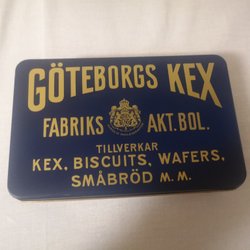 GÖTEBORGS KEX
FABRIKS AKT. BOL.
TILLVERKAR
KEX, BISCUITS, WAFERS,
SMÅBRÖD M. M.